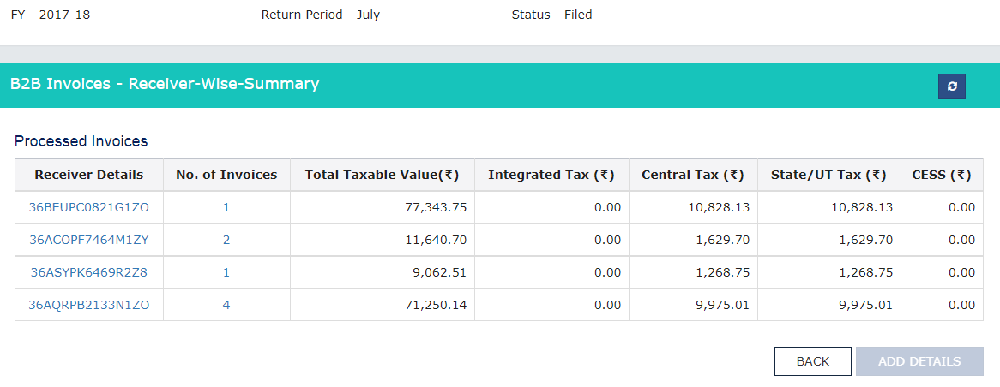 FY - 2017-18 Return Period - July Status - Filed
B2B Invoices - Receiver-Wise-Summary
Processed Invoices
Receiver Details No. of Invoices Total Taxable Value(₹) Integrated Tax (₹) Central Tax (₹) State/UT Tax (₹) CESS (₹)
36BEUPC0821G1ZO 1 77,343.75 0.00 10,828.13 10,828.13 0.00
36ACOPF7464M1ZY 2 11,640.70 0.00 1,629.70 1,629.70 0.00
36ASYPK6469R2Z8 1 9,062.51 0.00 1,268.75 1,268.75 0.00
36AQRPB2133N1ZO 4 71,250.14 0.00 9,975.01 9,975.01 0.00
BACK ADD DETAILS